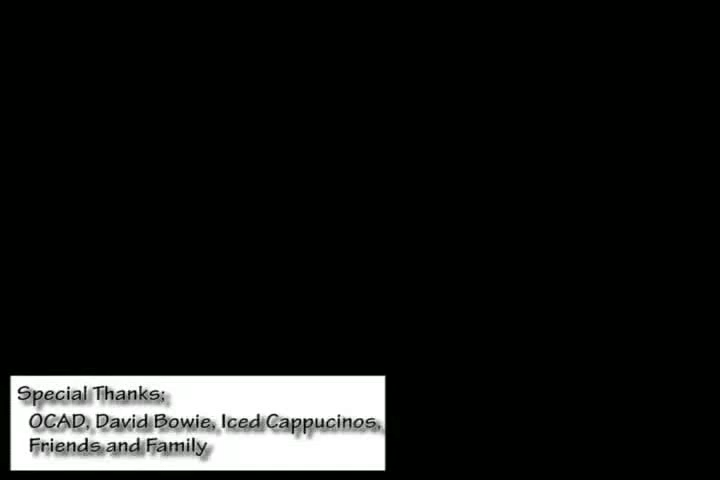 Special Thanks:
OCAD, David Bowie, Iced Cappucinos,
Friends and Family